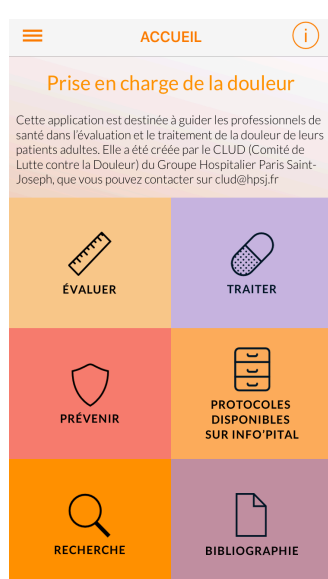 ACCUEIL
i
Prise en charge de la douleur
Cette application est destinée à guider les professionnels de
santé dans l'évaluation et le traitement de la douleur de leurs
patients adultes. Elle a été créée par le CLUD (Comité de
Lutte contre la Douleur) du Groupe Hospitalier Paris Saint-
Joseph, que vous pouvez contacter sur clud@hpsj.fr
ÉVALUER
TRAITER
PRÉVENIR
PROTOCOLES
DISPONIBLES
SUR INFO'PITAL
RECHERCHE
BIBLIOGRAPHIE